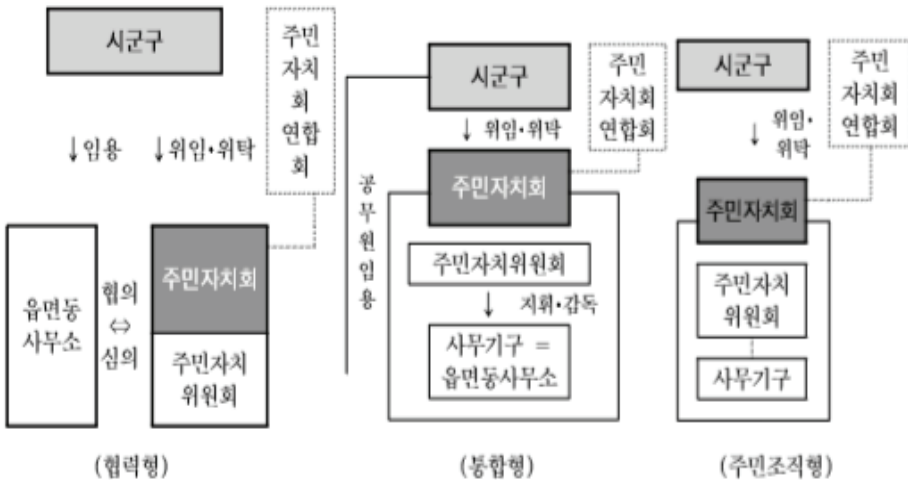 시군구
주민
자치
회
연합
회
↓임용
↓위임·위탁
읍면동
사무소
협의
⇔
심의
주민자치회
주민자치
위원회
(협력형)
시군구
주민
자치회
연합회
↓ 위임·위탁
공
무
원
임
용
주민자치회
주민자치위원회
↓ 지휘·감독
사무기구 =
읍면동사무소
(통합형)
시군구
주민
자치회
연합회
↓ 위임·
위탁
주민자치회
주민자치
위원회
사무기구
(주민조직형)